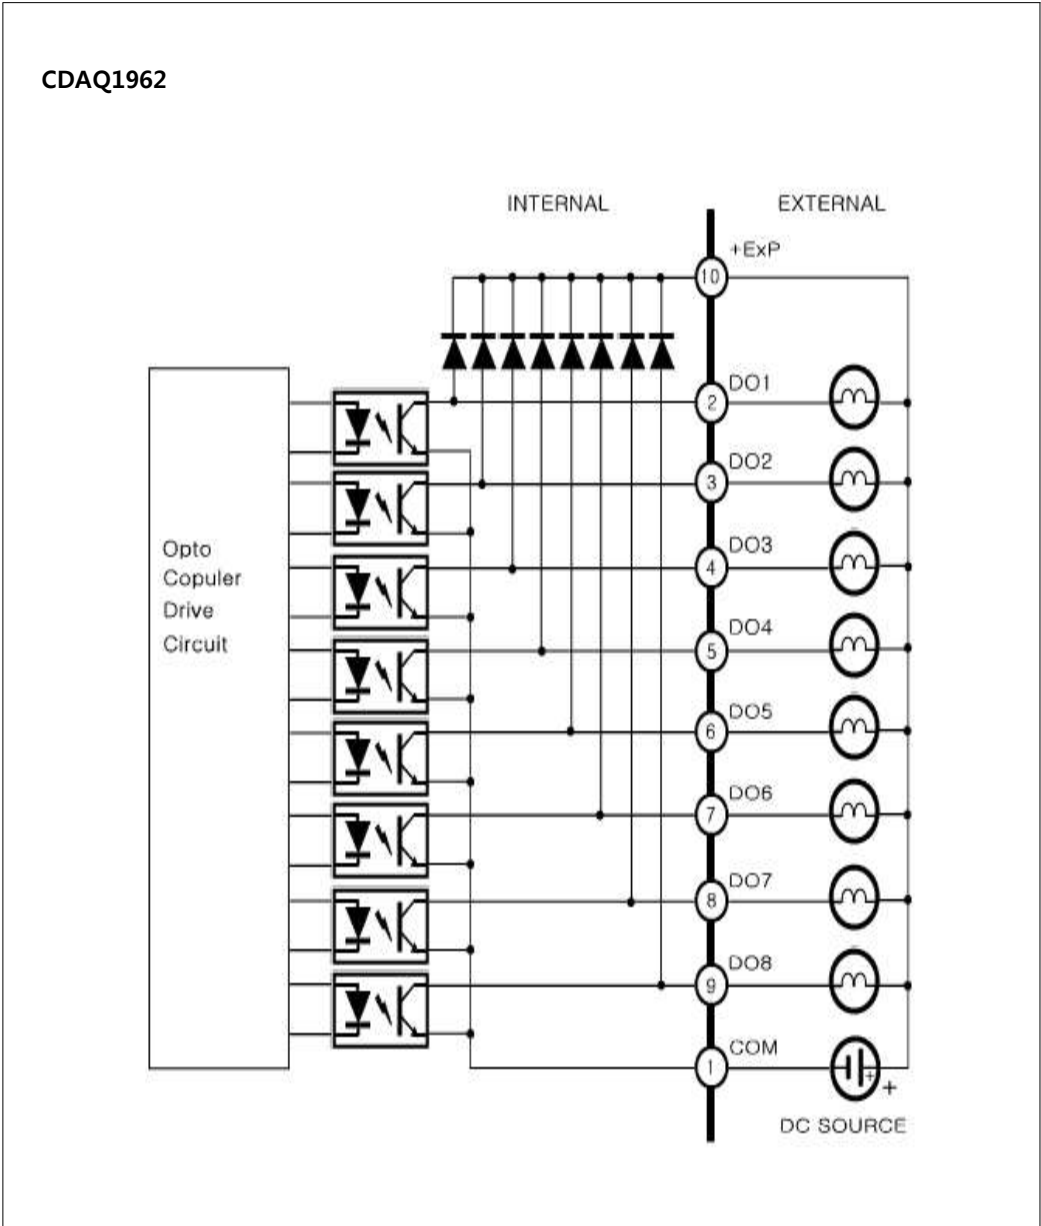 CDAQ1962
INTERNAL
EXTERNAL
+ExP
10
DO1
2
DO2
3
DO3
4
DO4
5
DO5
6
DO6
7
DO7
8
DO8
9
COM
1
+
+
DC SOURCE
Opto
Copuler
Drive
Circuit